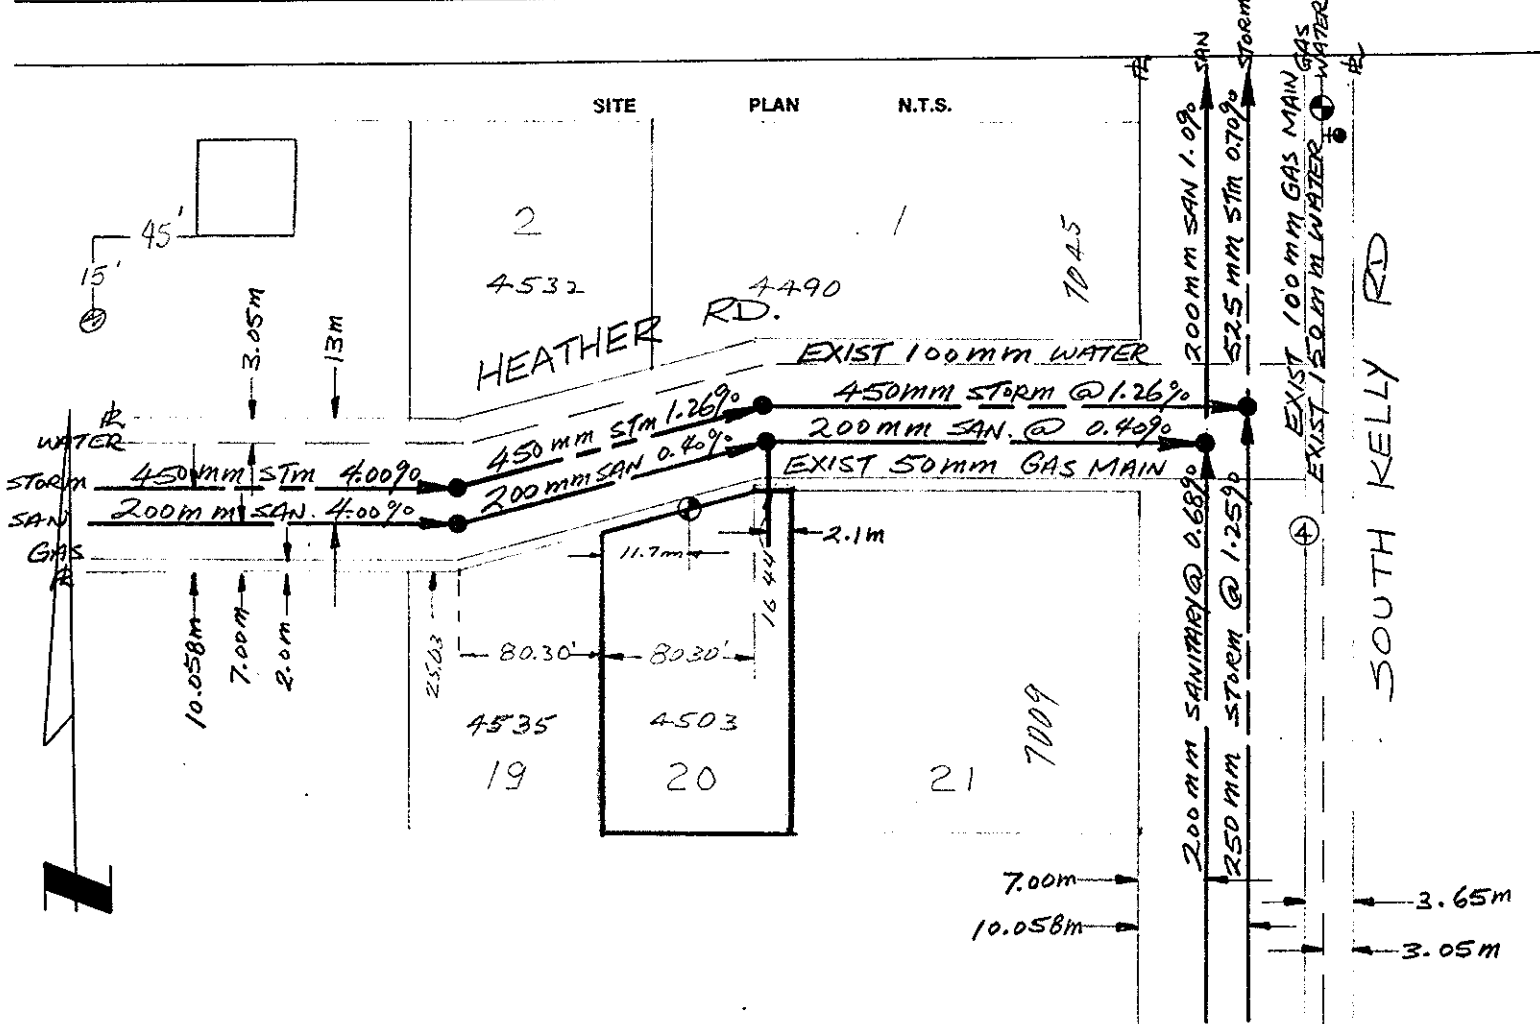 SITE PLAN N.T.S.
SAN
STORM
GAS
WATER
200mm SAN 1.0%
525 mm STM 0.70%
EXIST 100mm GAS MAIN
EXIST 150mm WATER
SOUTH KELLY RD
45'
15'
3.05m
13m
2
4532
1
4490
7045
HEATHER RD.
EXIST 100mm WATER
450mm STORM @ 1.26%
200mm SAN. @ 0.40%
EXIST 50mm GAS MAIN
450mm STM 1.26%
200mm SAN 0.40%
WATER
STORM
450mm STM 4.00%
SAN
200mm SAN. 4.00%
GAS
11.7m
2.1m
16.44
4
10.058m
7.00m
2.0m
25.03
80.30'
80.30'
4535
19
4503
20
21
7009
200mm SANITARY @ 0.68%
250mm STORM @ 1.25%
7.00m
10.058m
3.65m
3.05m